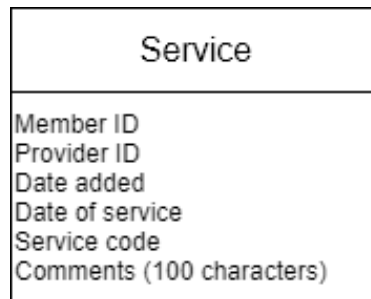 Service
Member ID
Provider ID
Date added
Date of service
Service code
Comments (100 characters)